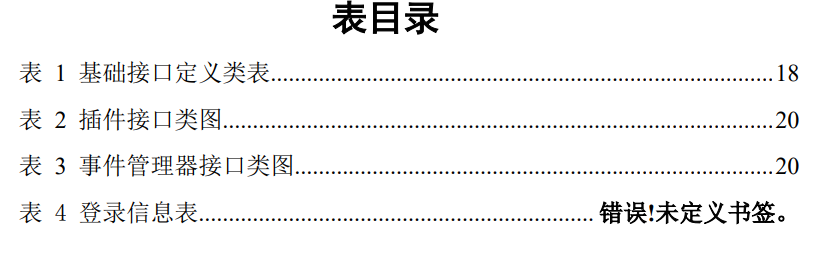 表目录
表 1 基础接口定义类表................................................................................18
表 2 插件接口类图........................................................................................20
表 3 事件管理器接口类图............................................................................20
表 4 登录信息表.................................................................. 错误!未定义书签。